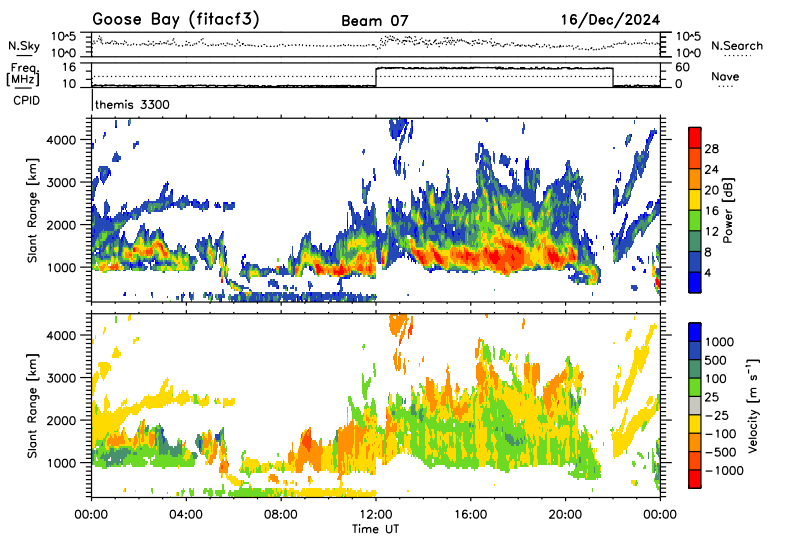 Goose Bay (fitacf3) Beam 07 16/Dec/2024
N.Sky 10^5 10^0 10^5 10^0 N.Search
Freq. [MHz] 16 10 60 0 Nave
CPID themis 3300
Slant Range [km] 4000 3000 2000 1000
Power [dB] 28 24 20 16 12 8 4
Slant Range [km] 4000 3000 2000 1000
Velocity [m s⁻¹] 1000 500 100 25 −25 −100 −500 −1000
00:00 04:00 08:00 12:00 16:00 20:00 00:00
Time UT